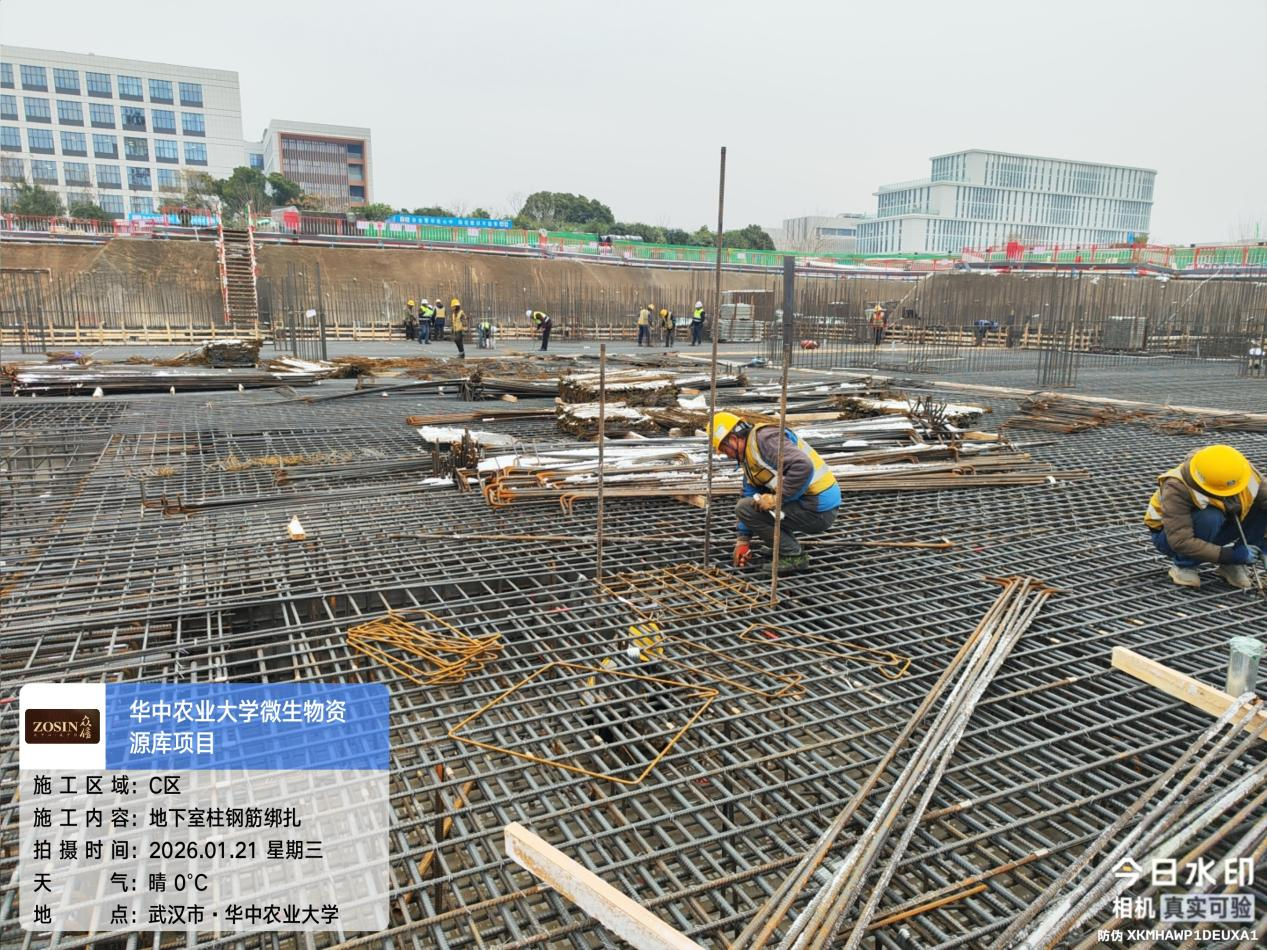 ZOSIN 众信
华中农业大学微生物资
源库项目
施工区域：C区
施工内容：地下室柱钢筋绑扎
拍摄时间：2026.01.21 星期三
天气：晴 0℃
地点：武汉市·华中农业大学
今日水印
相机 真实可验
防伪 XKMHAWP1DEUXA1